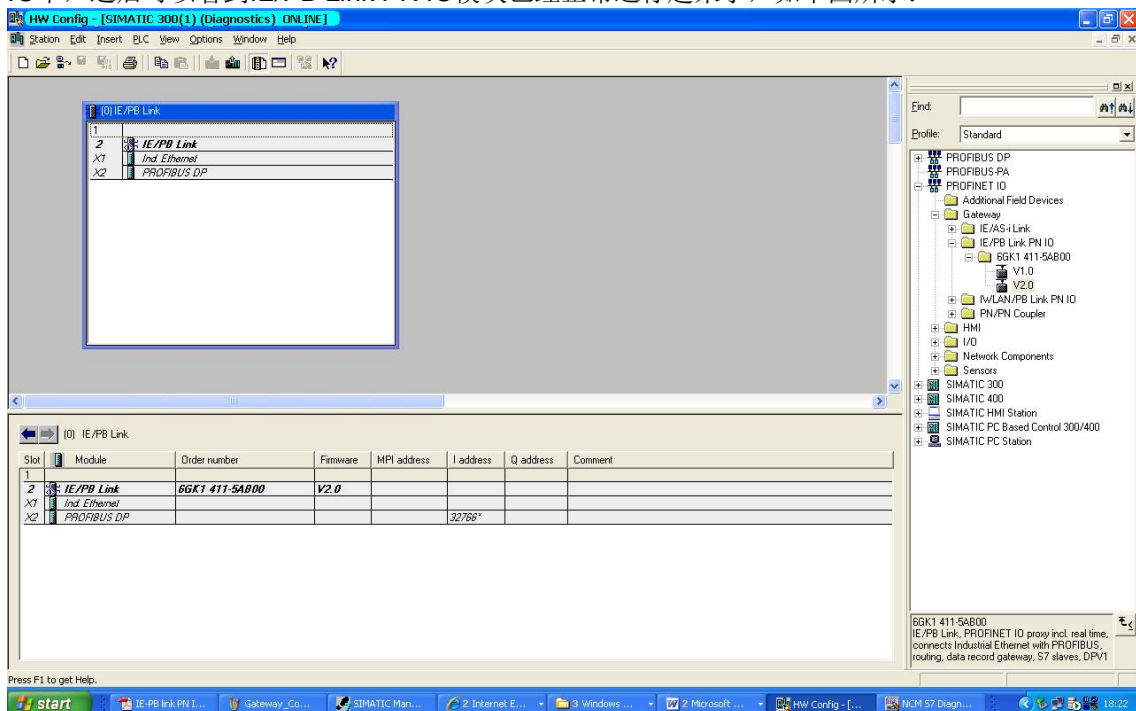 HW Config - [SIMATIC 300(1) (Diagnostics) ONLINE]
Station Edit Insert PLC View Options Window Help
(0) IE/PB Link
1
2 IE/PB Link
X1 Ind. Ethernet
X2 PROFIBUS DP
Find:
Profile: Standard
PROFIBUS DP
PROFIBUS-PA
PROFINET IO
Additional Field Devices
Gateway
IE/AS-i Link
IE/PB Link PN IO
6GK1 411-5AB00
V1.0
V2.0
IWLAN/PB Link PN IO
PN/PN Coupler
HMI
I/O
Network Components
Sensors
SIMATIC 300
SIMATIC 400
SIMATIC HMI Station
SIMATIC PC Based Control 300/400
SIMATIC PC Station
(0) IE/PB Link
Slot Module Order number Firmware MPI address I address Q address Comment
1
2 IE/PB Link 6GK1 411-5AB00 V2.0
X1 Ind. Ethernet
X2 PROFIBUS DP 32766*
6GK1 411-5AB00
IE/PB Link, PROFINET IO proxy incl. real time,
connects Industrial Ethernet with PROFIBUS,
routing, data record gateway, S7 slaves, DPV1
Press F1 to get Help.
start IE-PB link PN I... Gateway_Co... SIMATIC Man... 2 Internet E... 3 Windows ... 2 Microsoft ... HW Config - [... NCM S7 Diagn... 18:22